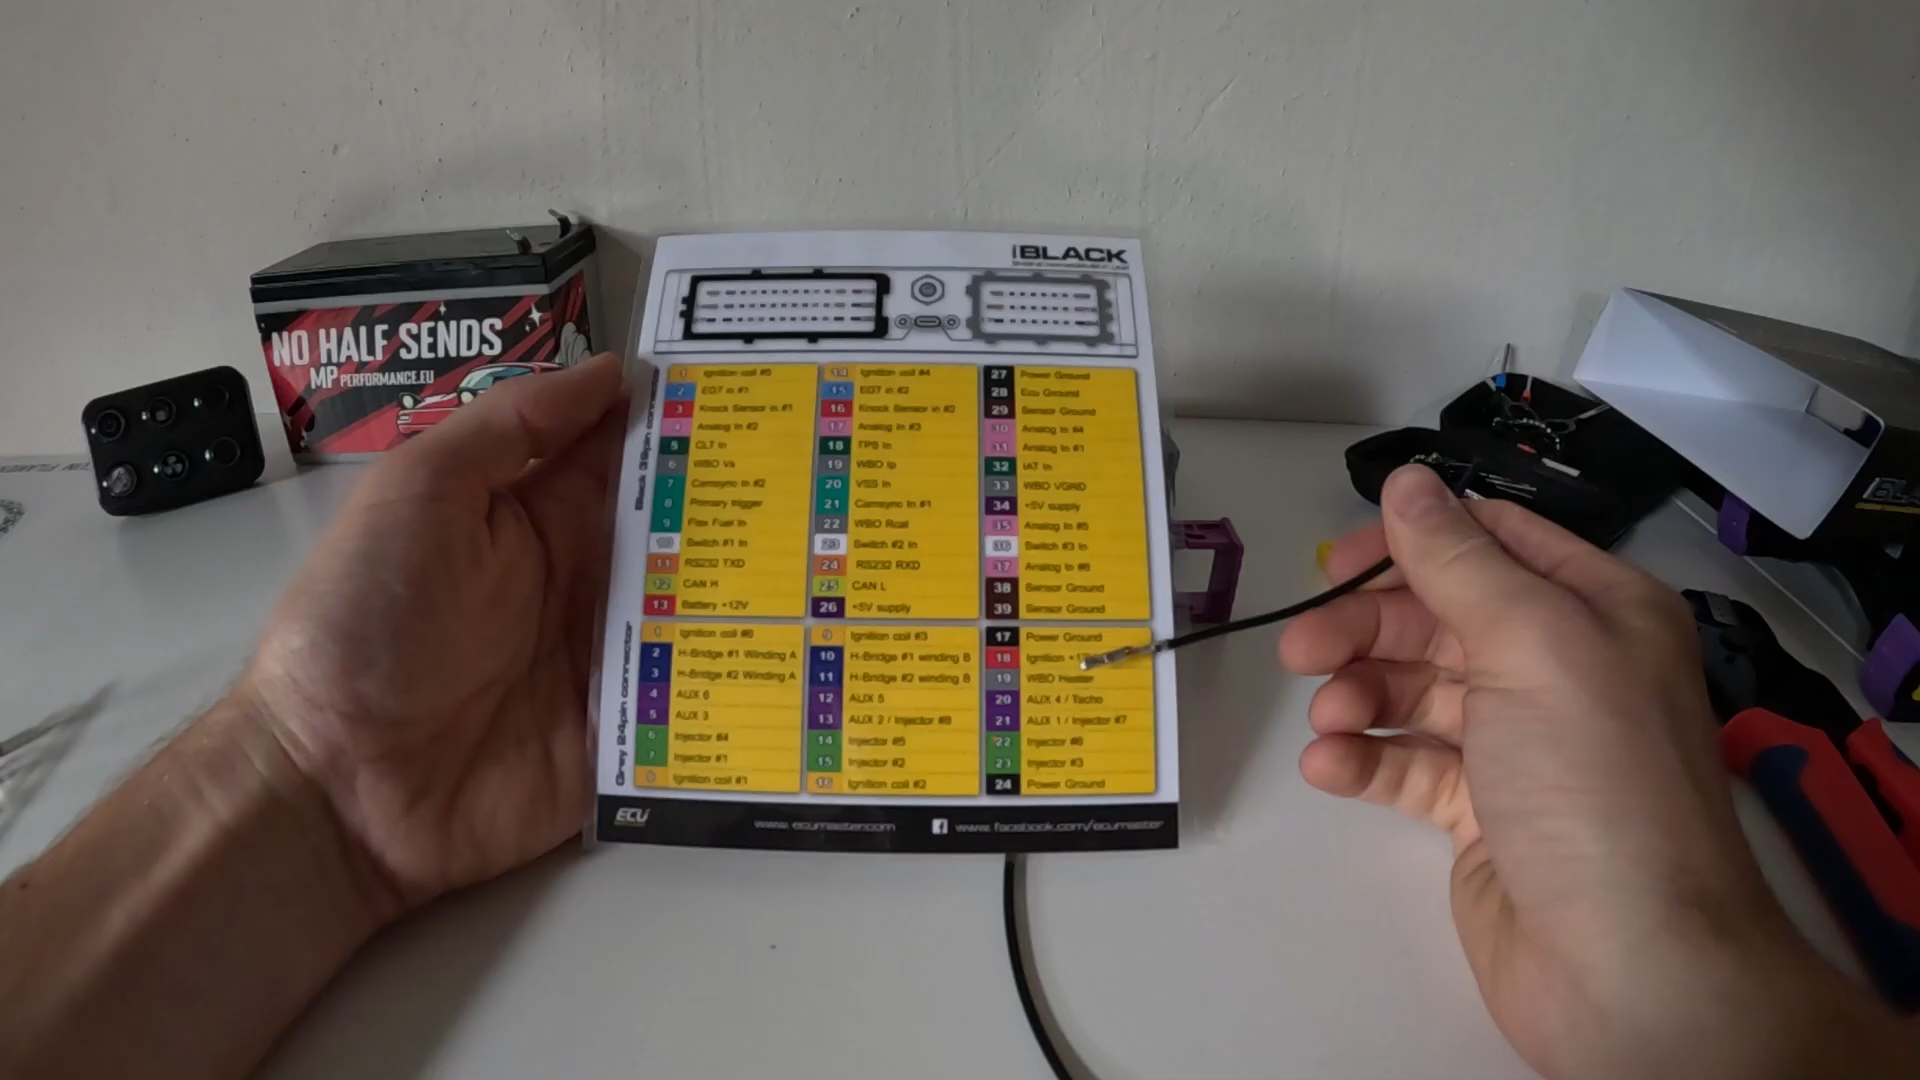 NO HALF SENDS
MP PERFORMANCE.EU
BLACK
Black 39pin connector
1 Ignition coil #5
2 EGT in #1
3 Knock Sensor in #1
4 Analog In #2
5 CLT In
6 WBO Vs
7 Camsync In #2
8 Primary trigger
9 Flex Fuel In
10 Switch #1 In
11 RS232 TXD
12 CAN H
13 Battery +12V
14 Ignition coil #4
15 EGT in #2
16 Knock Sensor in #2
17 Analog In #3
18 TPS In
19 WBO Ip
20 VSS In
21 Camsync In #1
22 WBO Rcal
23 Switch #2 In
24 RS232 RXD
25 CAN L
26 +5V supply
27 Power Ground
28 Ecu Ground
29 Sensor Ground
30 Analog In #4
31 Analog In #1
32 IAT In
33 WBO VGND
34 +5V supply
35 Analog In #5
36 Switch #3 In
37 Analog In #6
38 Sensor Ground
39 Sensor Ground
Grey 24pin connector
1 Ignition coil #6
2 H-Bridge #1 Winding A
3 H-Bridge #2 Winding A
4 AUX 6
5 AUX 3
6 Injector #4
7 Injector #1
8 Ignition coil #1
9 Ignition coil #3
10 H-Bridge #1 winding B
11 H-Bridge #2 winding B
12 AUX 5
13 AUX 2 / Injector #8
14 Injector #5
15 Injector #2
16 Ignition coil #2
17 Power Ground
18 Ignition +1
19 WBO Heater
20 AUX 4 / Tacho
21 AUX 1 / Injector #7
22 Injector #6
23 Injector #3
24 Power Ground
ECU
www.ecumaster.com
www.facebook.com/ecumaster